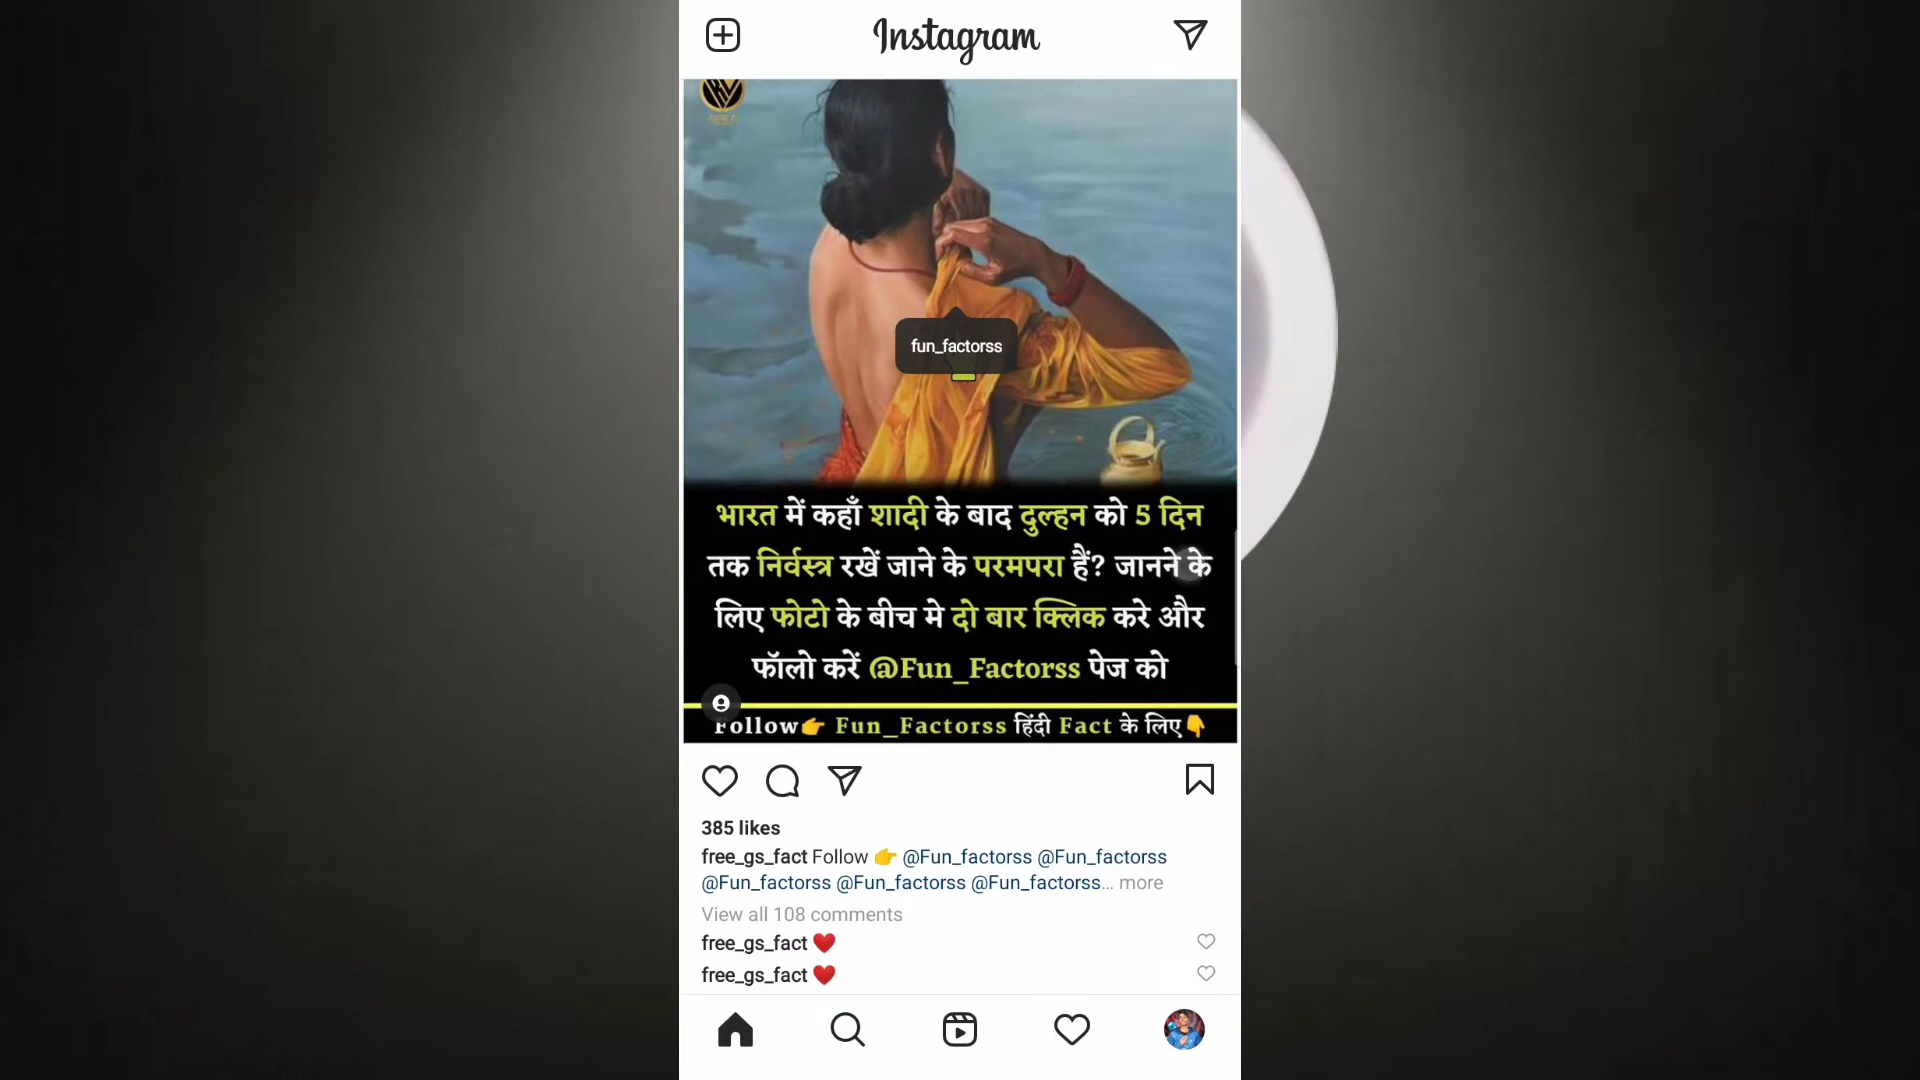 Instagram
fun_factorss
भारत में कहाँ शादी के बाद दुल्हन को 5 दिन
तक निर्वस्त्र रखें जाने के परमपरा हैं? जानने के
लिए फोटो के बीच मे दो बार क्लिक करे और
फॉलो करें @Fun_Factorss पेज को
Follow👉 Fun_Factorss हिंदी Fact के लिए👇
385 likes
free_gs_fact Follow 👉 @Fun_factorss @Fun_factorss
@Fun_factorss @Fun_factorss @Fun_factorss... more
View all 108 comments
free_gs_fact ❤️
free_gs_fact ❤️